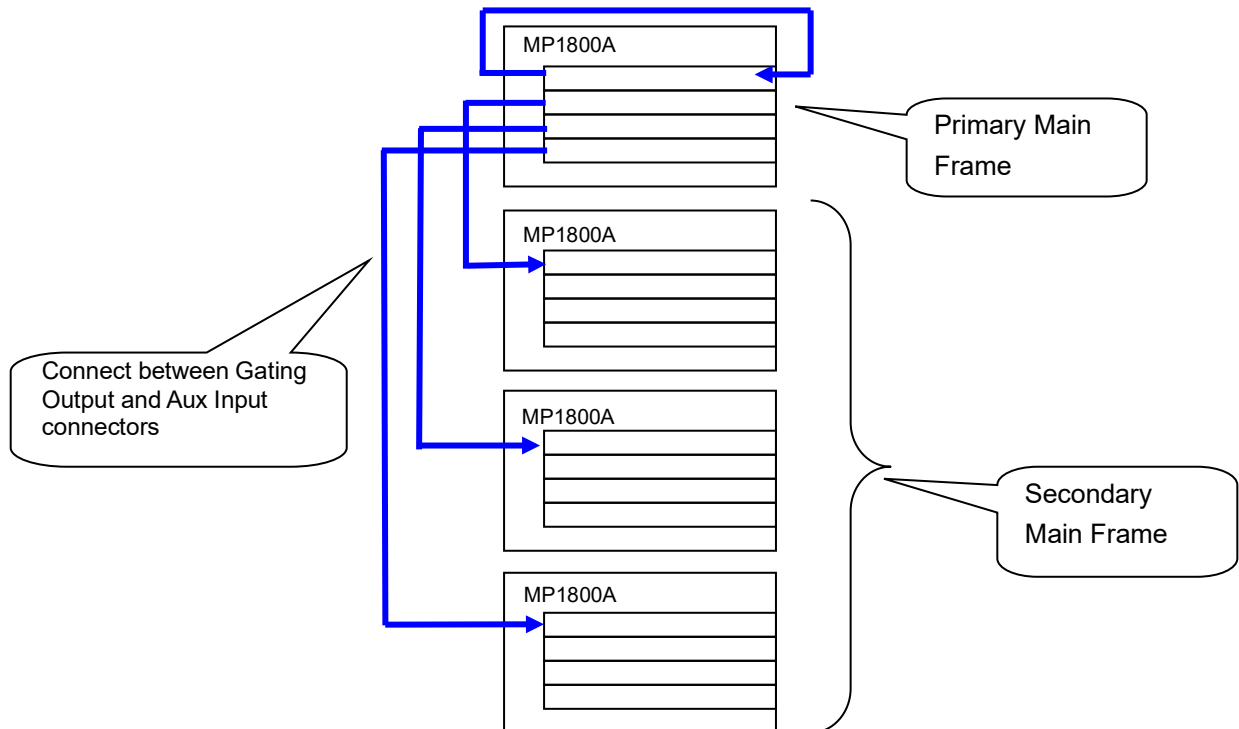 MP1800A
Primary Main
Frame
MP1800A
Connect between Gating
Output and Aux Input
connectors
MP1800A
Secondary
Main Frame
MP1800A